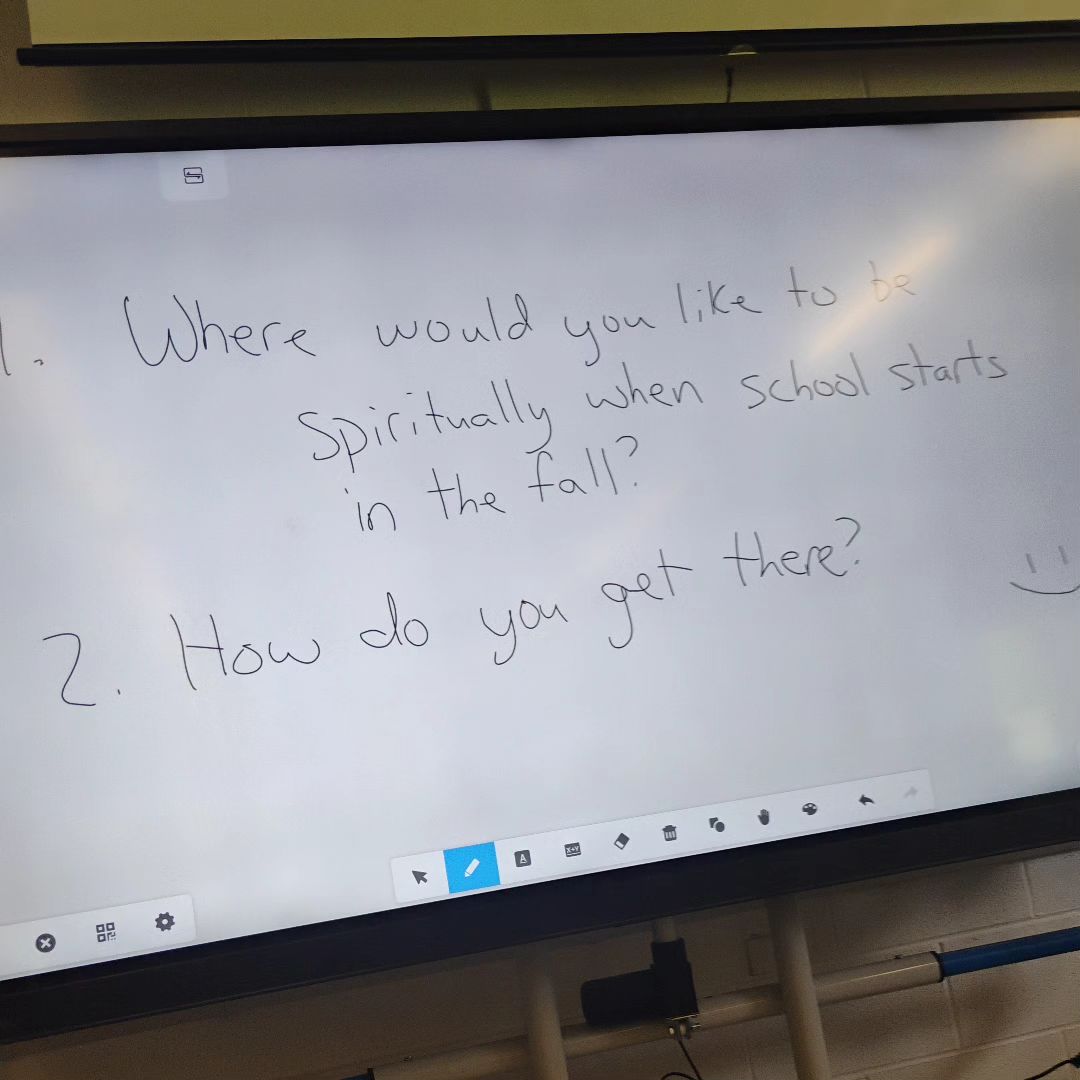 1. Where would you like to be
spiritually when school starts
in the fall?
2. How do you get there?
A
X+Y